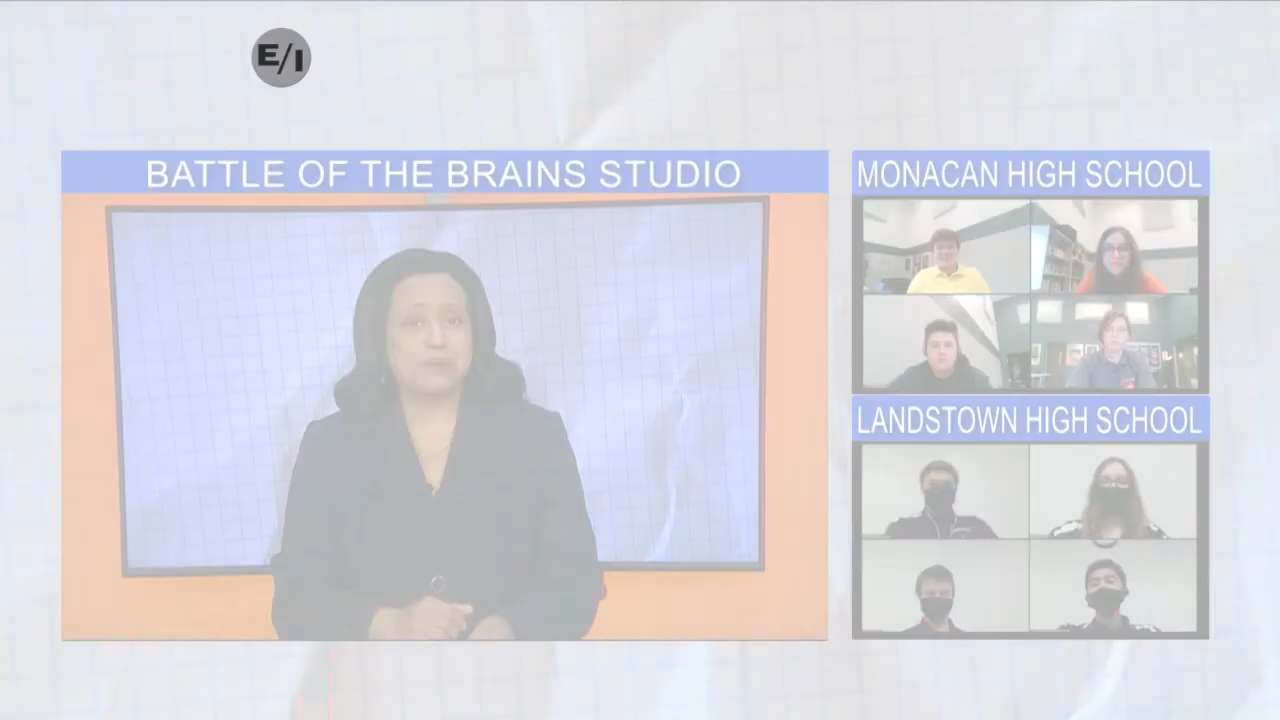 E/I
BATTLE OF THE BRAINS STUDIO
MONACAN HIGH SCHOOL
LANDSTOWN HIGH SCHOOL